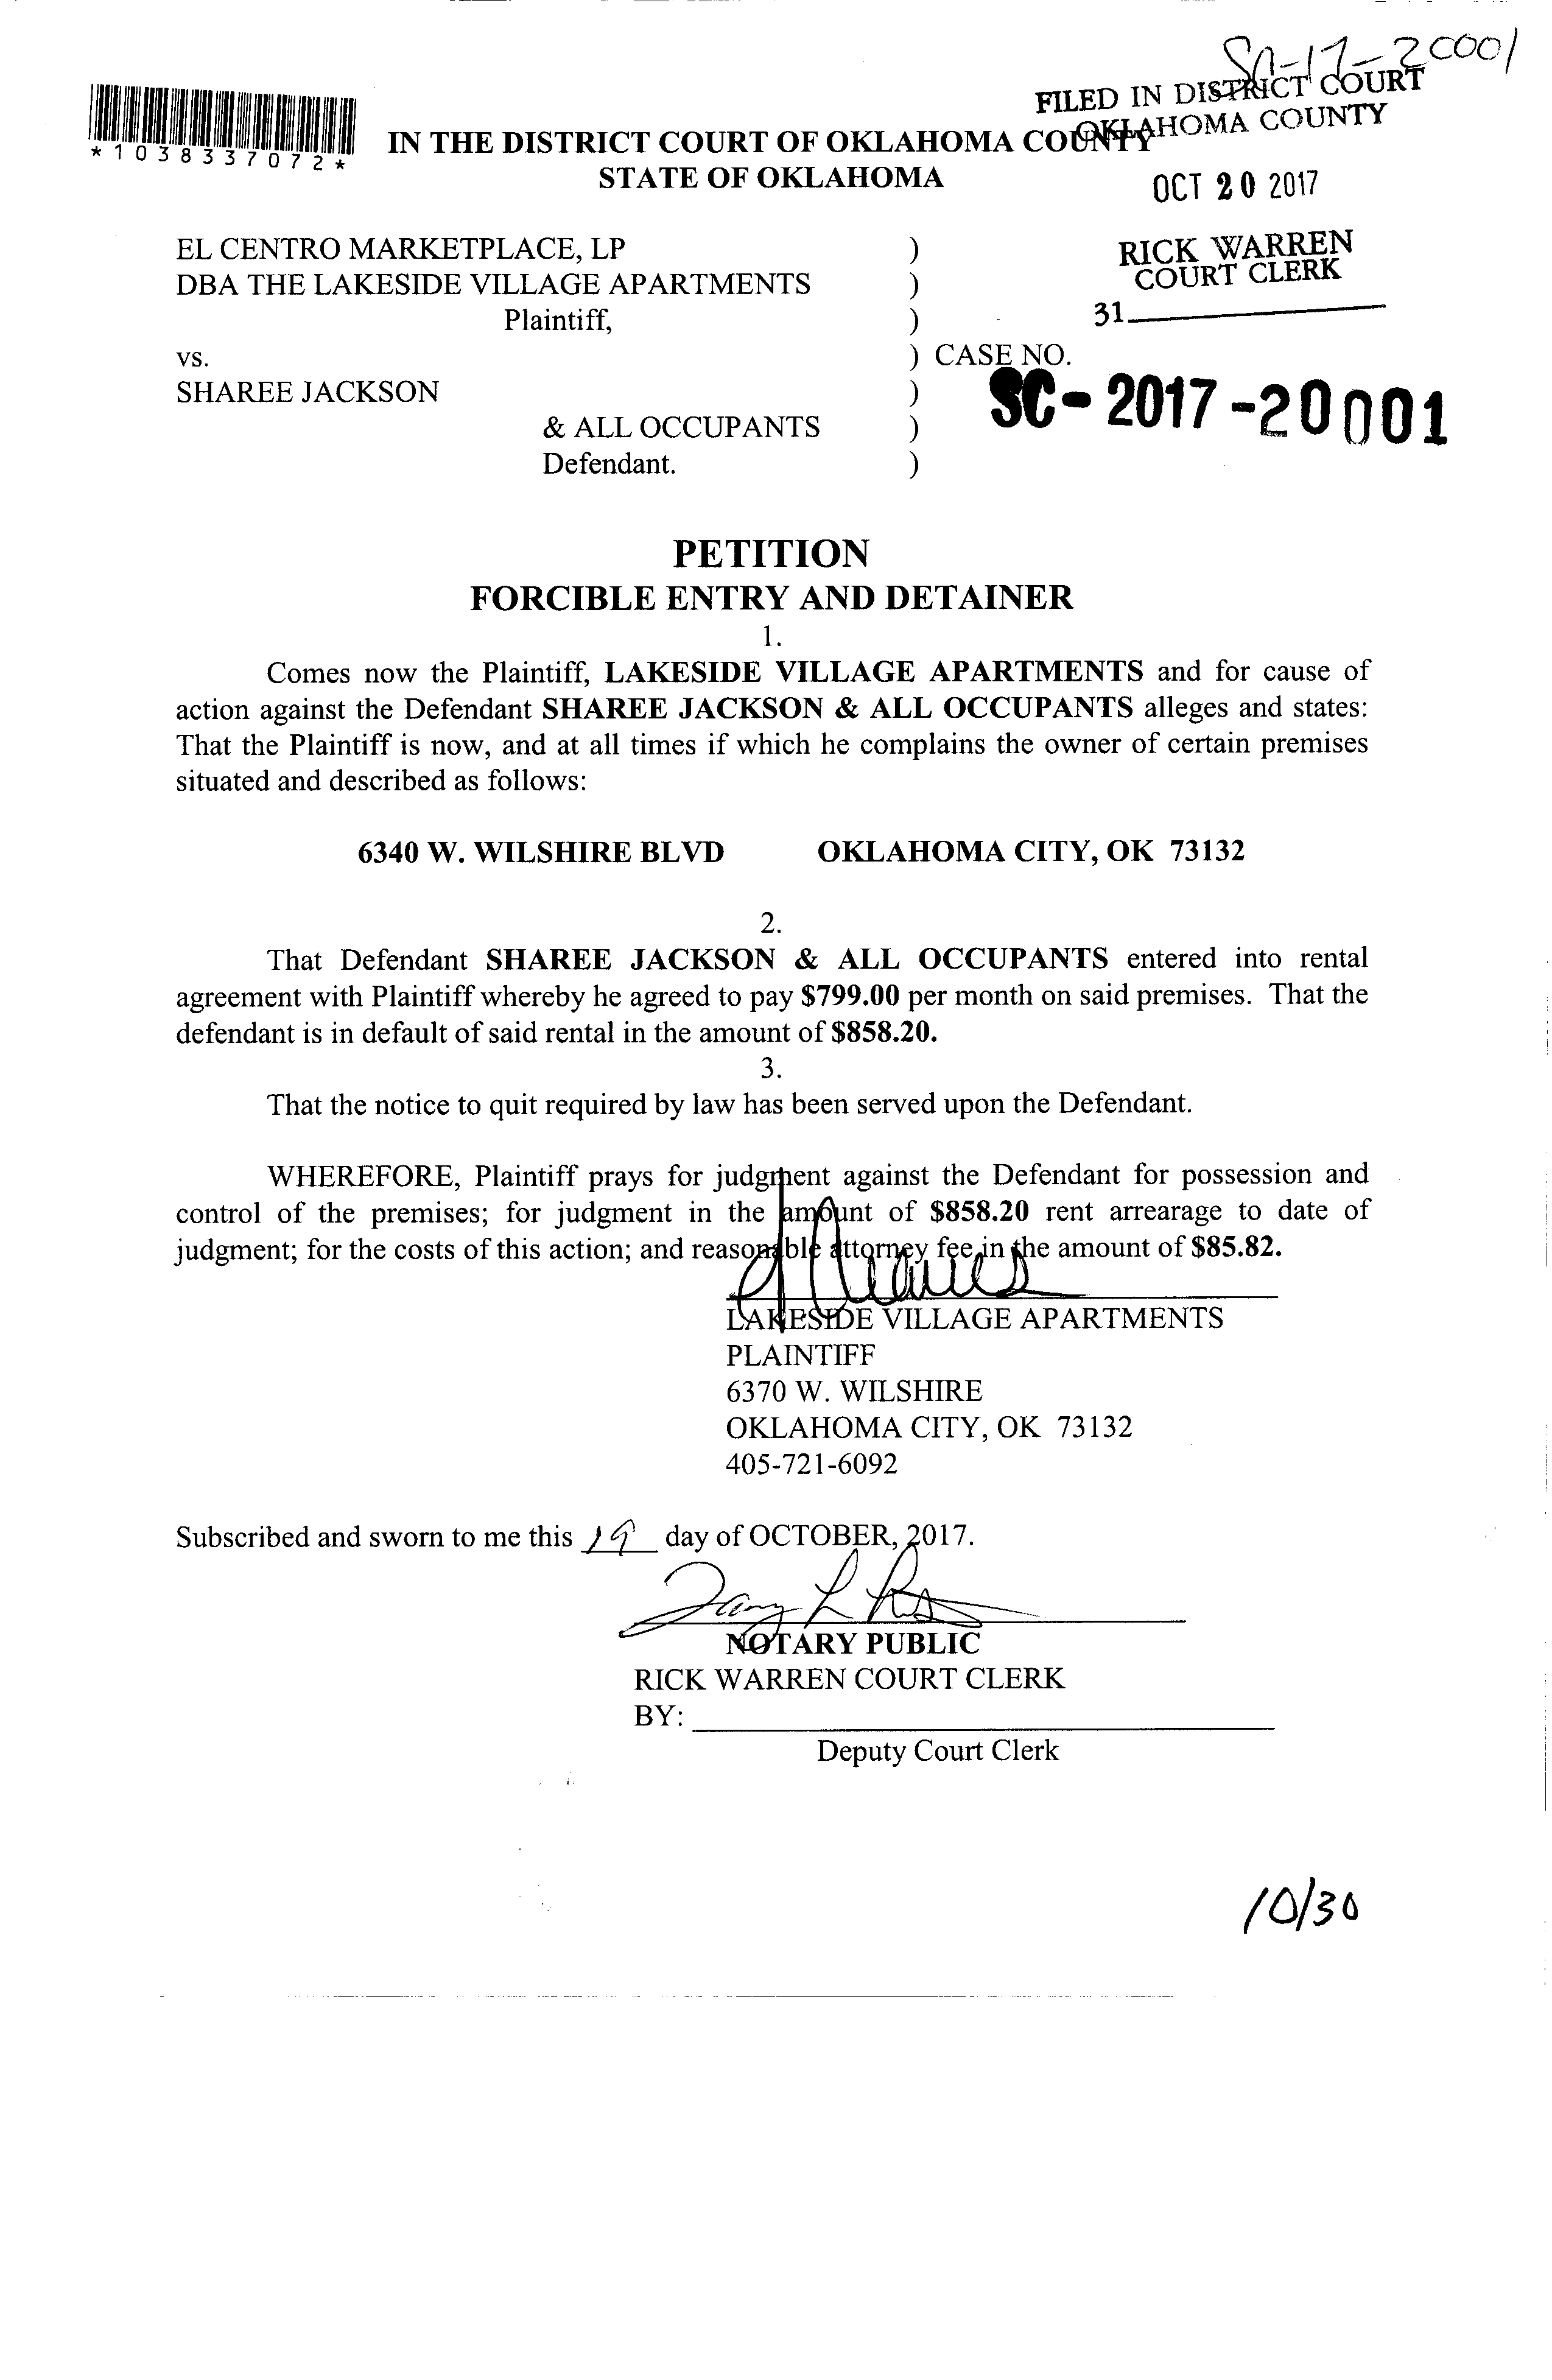 SC-17-20001
FILED IN DISTRICT COURT
OKLAHOMA COUNTY
*1038337072*
IN THE DISTRICT COURT OF OKLAHOMA COUNTY
STATE OF OKLAHOMA
OCT 20 2017
EL CENTRO MARKETPLACE, LP )
DBA THE LAKESIDE VILLAGE APARTMENTS )
Plaintiff, )
RICK WARREN
COURT CLERK
31
vs. ) CASE NO.
SHAREE JACKSON )
SC-2017-20001
& ALL OCCUPANTS )
Defendant. )
PETITION
FORCIBLE ENTRY AND DETAINER
1.
Comes now the Plaintiff, LAKESIDE VILLAGE APARTMENTS and for cause of
action against the Defendant SHAREE JACKSON & ALL OCCUPANTS alleges and states:
That the Plaintiff is now, and at all times if which he complains the owner of certain premises
situated and described as follows:
6340 W. WILSHIRE BLVD OKLAHOMA CITY, OK 73132
2.
That Defendant SHAREE JACKSON & ALL OCCUPANTS entered into rental
agreement with Plaintiff whereby he agreed to pay $799.00 per month on said premises. That the
defendant is in default of said rental in the amount of $858.20.
3.
That the notice to quit required by law has been served upon the Defendant.
WHEREFORE, Plaintiff prays for judgment against the Defendant for possession and
control of the premises; for judgment in the amount of $858.20 rent arrearage to date of
judgment; for the costs of this action; and reasonable attorney fee in the amount of $85.82.
LAKESIDE VILLAGE APARTMENTS
PLAINTIFF
6370 W. WILSHIRE
OKLAHOMA CITY, OK 73132
405-721-6092
Subscribed and sworn to me this 19 day of OCTOBER, 2017.
NOTARY PUBLIC
RICK WARREN COURT CLERK
BY:
Deputy Court Clerk
10/30